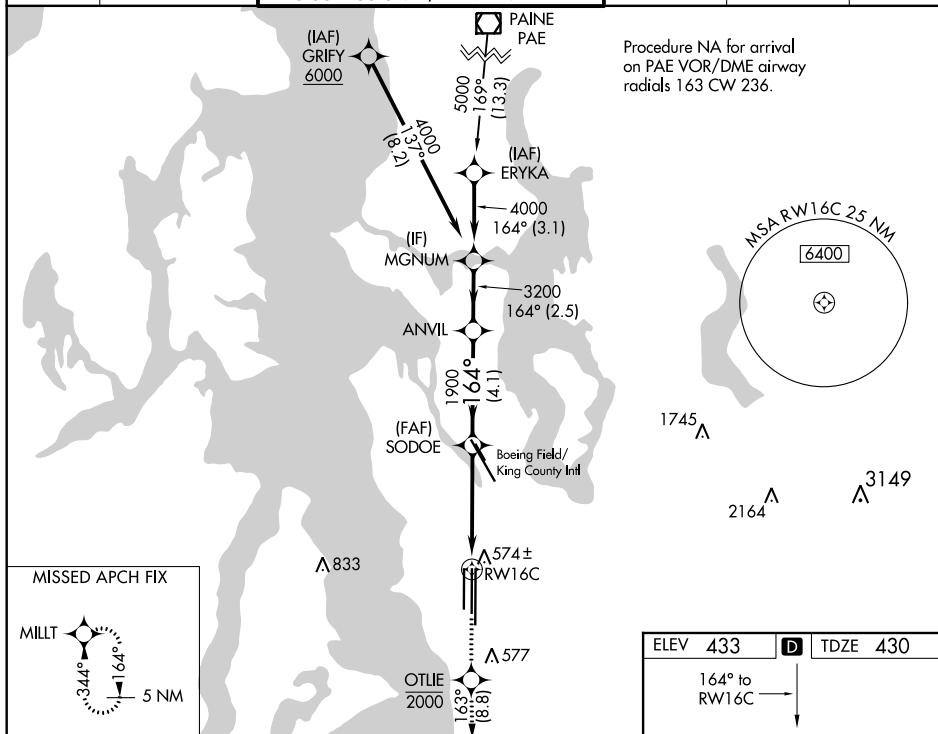 PAINE
PAE
(IAF)
GRIFY
6000
Procedure NA for arrival
on PAE VOR/DME airway
radials 163 CW 236.
5000
169°
(13.3)
4000
137°
(8.2)
(IAF)
ERYKA
4000
164° (3.1)
(IF)
MGNUM
MSA RW16C 25 NM
6400
3200
164° (2.5)
ANVIL
1900
164°
(4.1)
(FAF)
SODOE
Boeing Field/
King County Intl
1745
2164
3149
574 ±
RW16C
833
577
OTLIE
2000
163°
(8.8)
MISSED APCH FIX
MILLT
344°
164°
5 NM
ELEV 433 D TDZE 430
164° to
RW16C